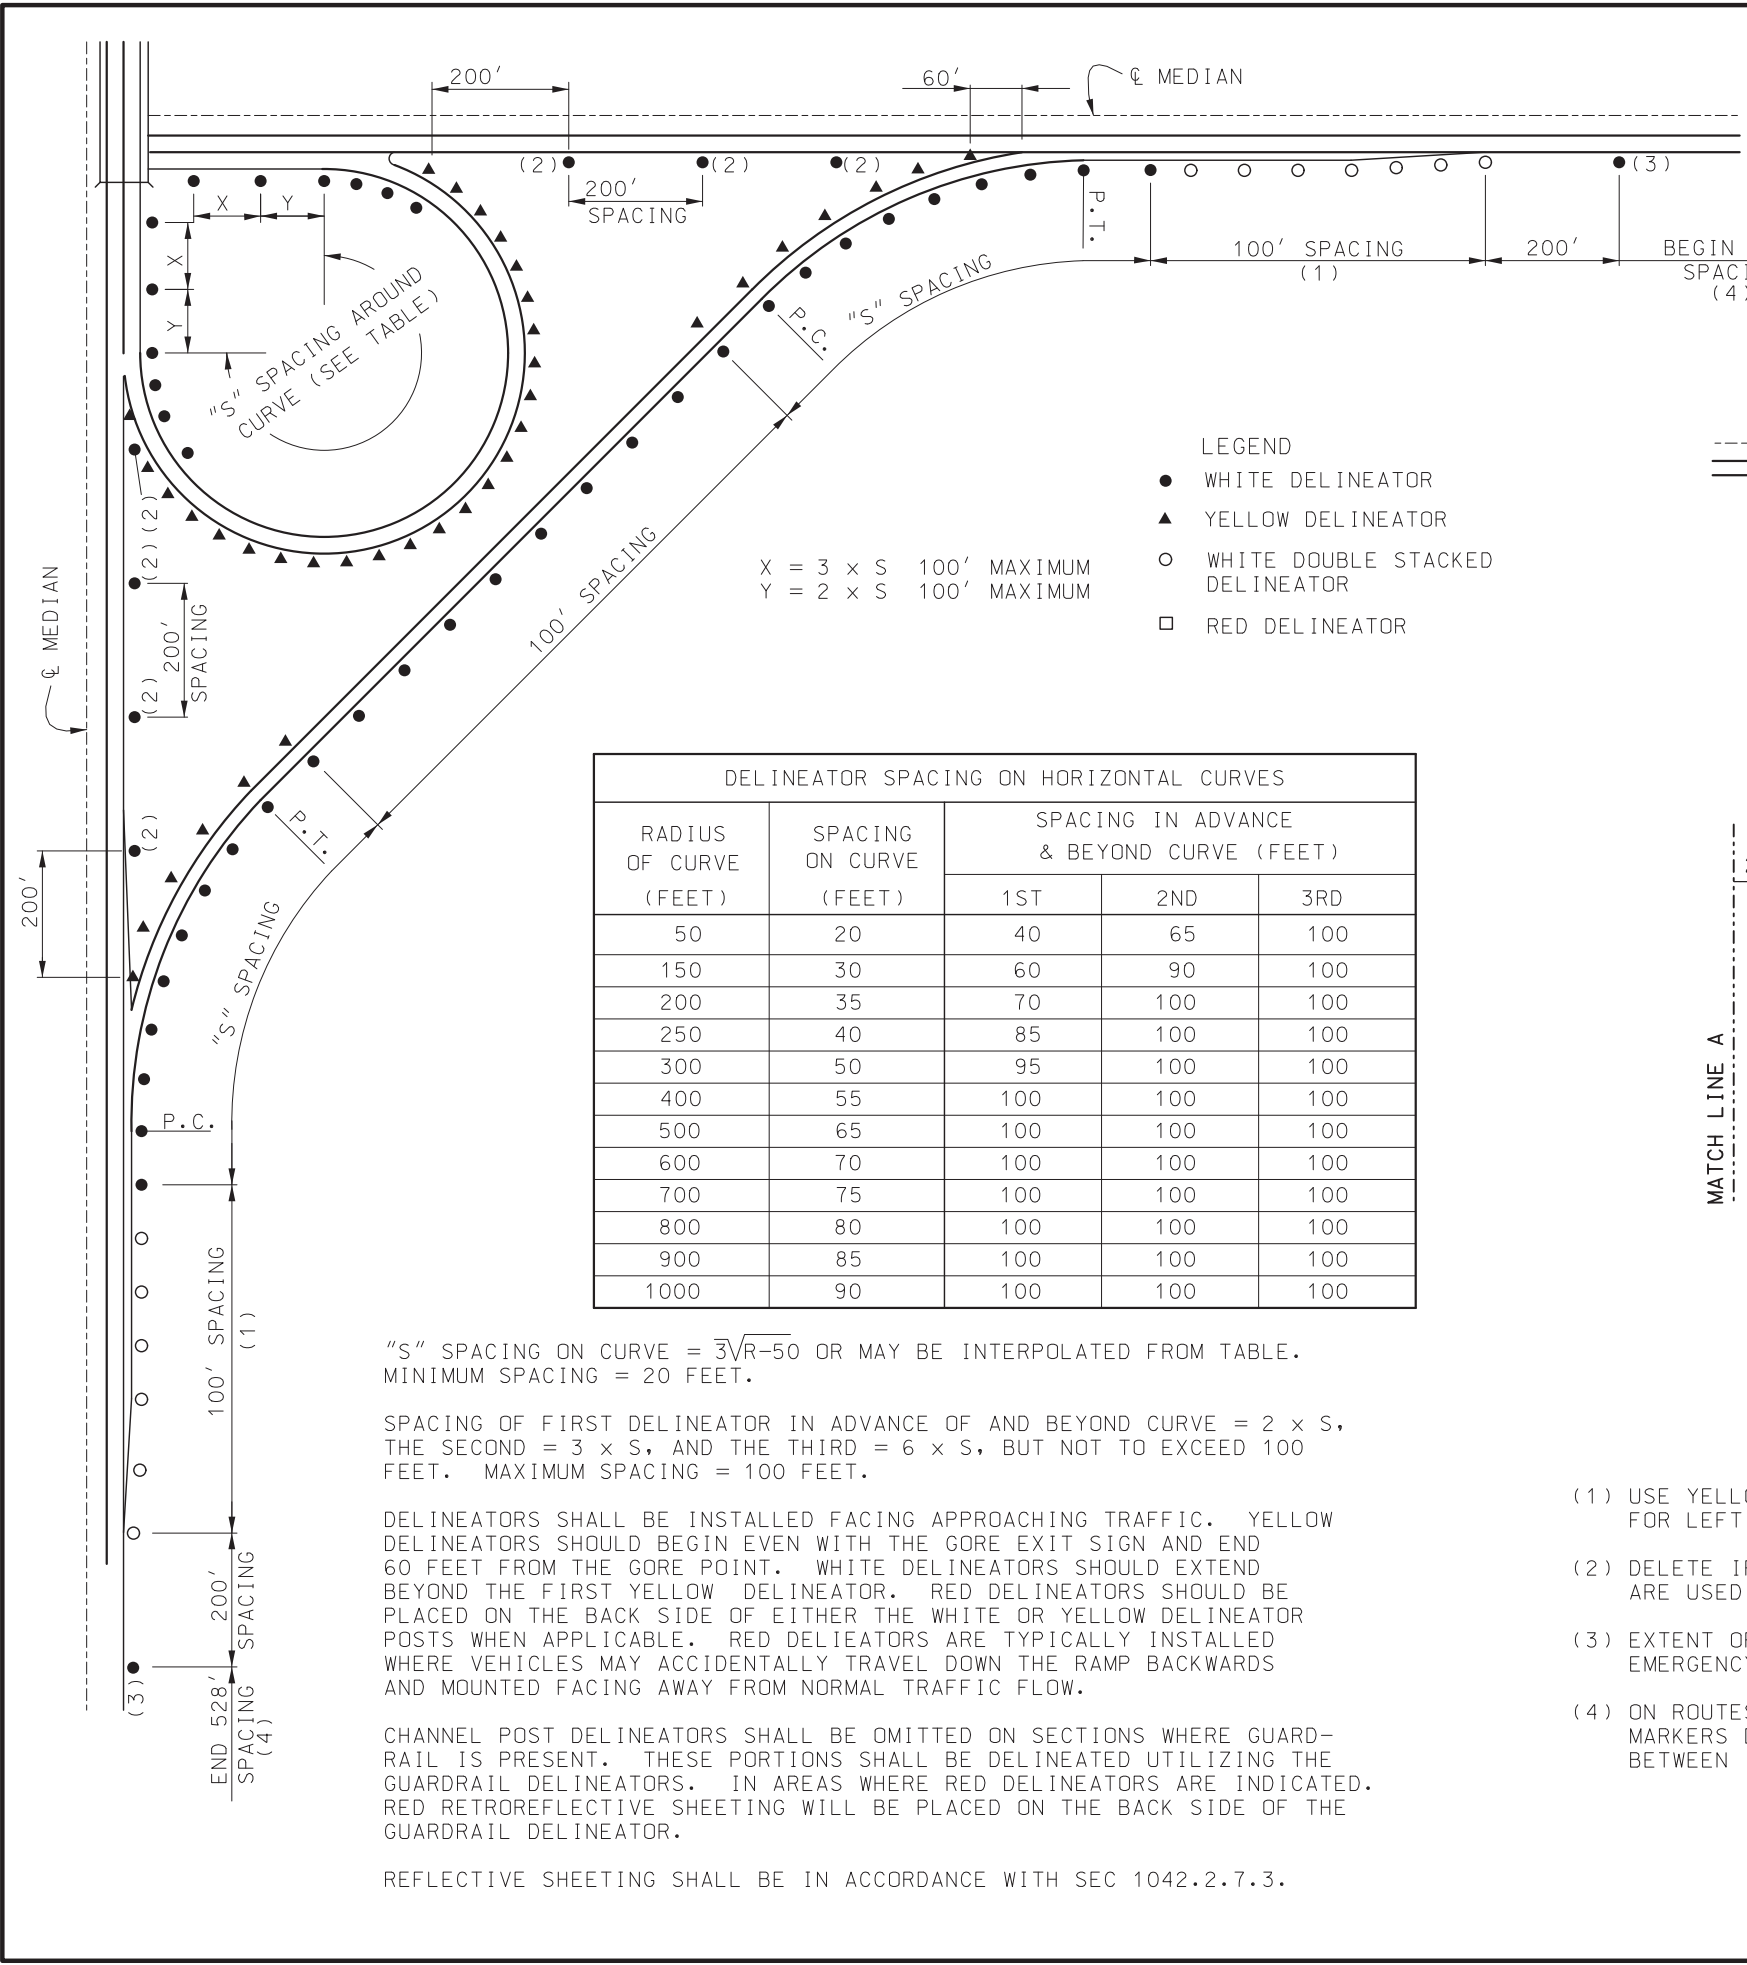 200'
60'
℄ MEDIAN
(2)
(2)
(2)
(3)
200'
SPACING
X
Y
X
Y
"S" SPACING AROUND
CURVE (SEE TABLE)
P.T.
100' SPACING
(1)
200'
BEGIN
(4)
"S" SPACING
P.C.
LEGEND
WHITE DELINEATOR
YELLOW DELINEATOR
WHITE DOUBLE STACKED
DELINEATOR
RED DELINEATOR
X = 3 x S 100' MAXIMUM
Y = 2 x S 100' MAXIMUM
(2)
(2)
200'
SPACING
(2)
(2)
℄ MEDIAN
100' SPACING
P.T.
200'
"S" SPACING
P.C.
100' SPACING
(1)
200'
SPACING
END 528'
SPACING
(4)
(3)
DELINEATOR SPACING ON HORIZONTAL CURVES
RADIUS OF CURVE (FEET) SPACING ON CURVE (FEET) SPACING IN ADVANCE & BEYOND CURVE (FEET)
1ST 2ND 3RD
50 20 40 65 100
150 30 60 90 100
200 35 70 100 100
250 40 85 100 100
300 50 95 100 100
400 55 100 100 100
500 65 100 100 100
600 70 100 100 100
700 75 100 100 100
800 80 100 100 100
900 85 100 100 100
1000 90 100 100 100
MATCH LINE A
"S" SPACING ON CURVE = 3√R-50 OR MAY BE INTERPOLATED FROM TABLE.
MINIMUM SPACING = 20 FEET.
SPACING OF FIRST DELINEATOR IN ADVANCE OF AND BEYOND CURVE = 2 x S,
THE SECOND = 3 x S, AND THE THIRD = 6 x S, BUT NOT TO EXCEED 100
FEET. MAXIMUM SPACING = 100 FEET.
DELINEATORS SHALL BE INSTALLED FACING APPROACHING TRAFFIC. YELLOW
DELINEATORS SHOULD BEGIN EVEN WITH THE GORE EXIT SIGN AND END
60 FEET FROM THE GORE POINT. WHITE DELINEATORS SHOULD EXTEND
BEYOND THE FIRST YELLOW DELINEATOR. RED DELINEATORS SHOULD BE
PLACED ON THE BACK SIDE OF EITHER THE WHITE OR YELLOW DELINEATOR
POSTS WHEN APPLICABLE. RED DELIEATORS ARE TYPICALLY INSTALLED
WHERE VEHICLES MAY ACCIDENTALLY TRAVEL DOWN THE RAMP BACKWARDS
AND MOUNTED FACING AWAY FROM NORMAL TRAFFIC FLOW.
CHANNEL POST DELINEATORS SHALL BE OMITTED ON SECTIONS WHERE GUARD-
RAIL IS PRESENT. THESE PORTIONS SHALL BE DELINEATED UTILIZING THE
GUARDRAIL DELINEATORS. IN AREAS WHERE RED DELINEATORS ARE INDICATED.
RED RETROREFLECTIVE SHEETING WILL BE PLACED ON THE BACK SIDE OF THE
GUARDRAIL DELINEATOR.
REFLECTIVE SHEETING SHALL BE IN ACCORDANCE WITH SEC 1042.2.7.3.
(1) USE
FOR LEFT
(2) DELETE
ARE USED
(3) EXTENT
(4) ON
MARKERS
BETWEEN